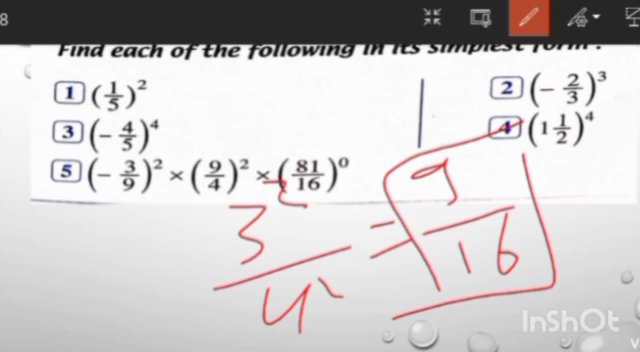 8
Find each of the following in its simplest form :
1 (1/5)²
2 (- 2/3)³
3 (- 4/5)⁴
4 (1 1/2)⁴
5 (- 3/9)² × (9/4)² × (81/16)⁰
3²/4² = 9/16
InShOt